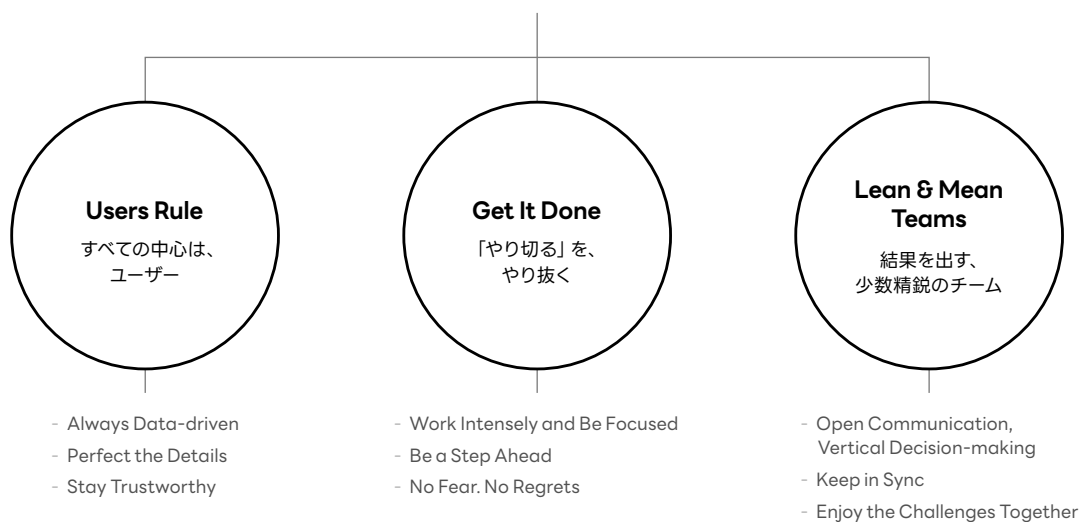 Users Rule
すべての中心は、
ユーザー
- Always Data-driven
- Perfect the Details
- Stay Trustworthy
Get It Done
「やり切る」を、
やり抜く
- Work Intensely and Be Focused
- Be a Step Ahead
- No Fear. No Regrets
Lean & Mean
Teams
結果を出す、
少数精鋭のチーム
- Open Communication,
Vertical Decision-making
- Keep in Sync
- Enjoy the Challenges Together